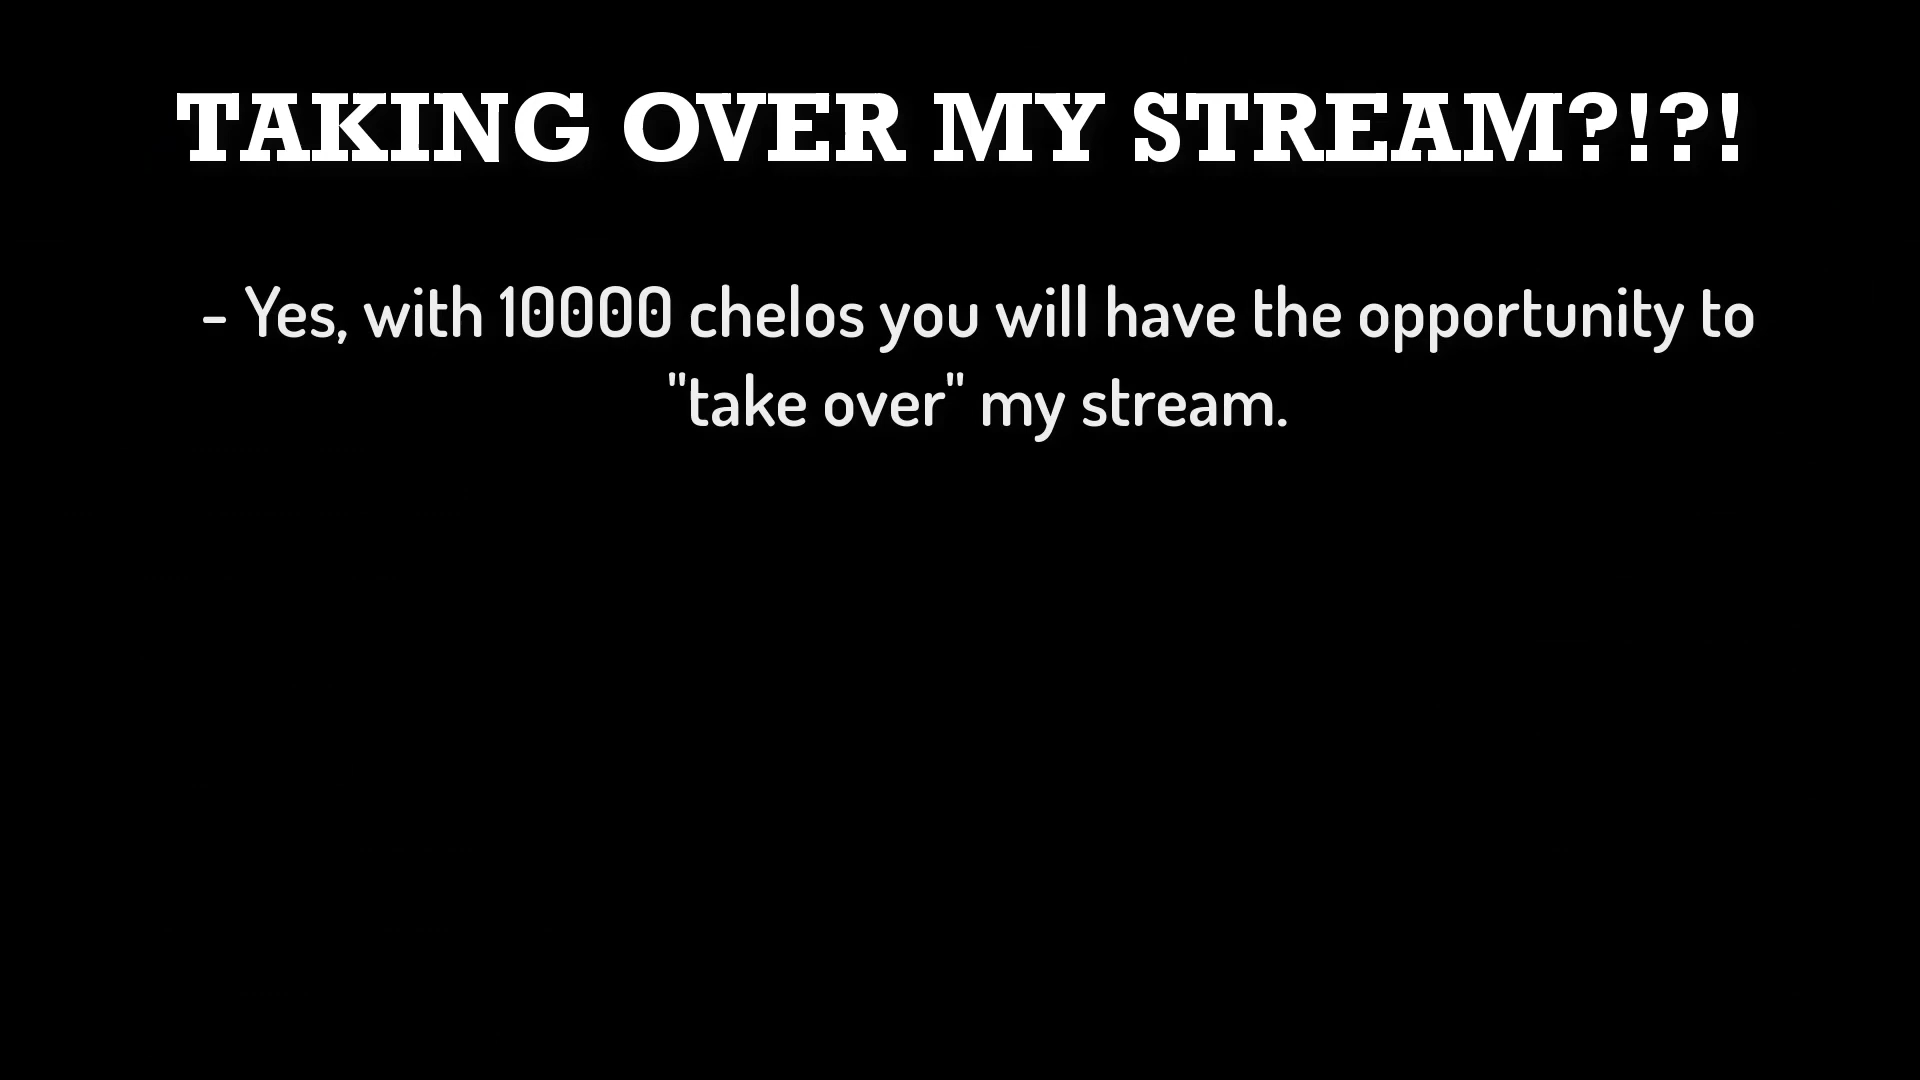 TAKING OVER MY STREAM?!?!
- Yes, with 10000 chelos you will have the opportunity to
"take over" my stream.